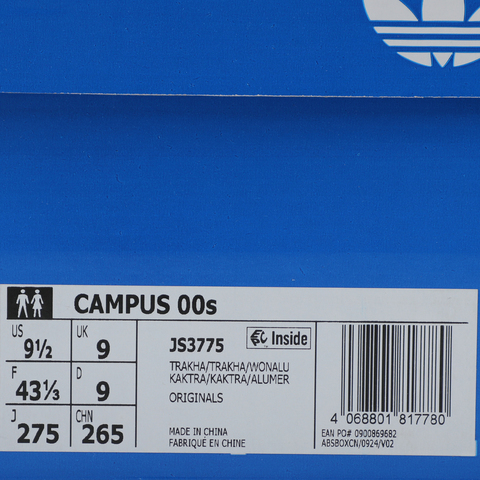 CAMPUS 00s
US
9½
UK
9
F
43⅓
D
9
J
275
CHN
265
JS3775
Inside
TRAKHA/TRAKHA/WONALU
KAKTRA/KAKTRA/ALUMER
ORIGINALS
MADE IN CHINA
FABRIQUÉ EN CHINE
4 068801 817780
EAN PO# 0900869682
ABSBOXCN/0924/V02